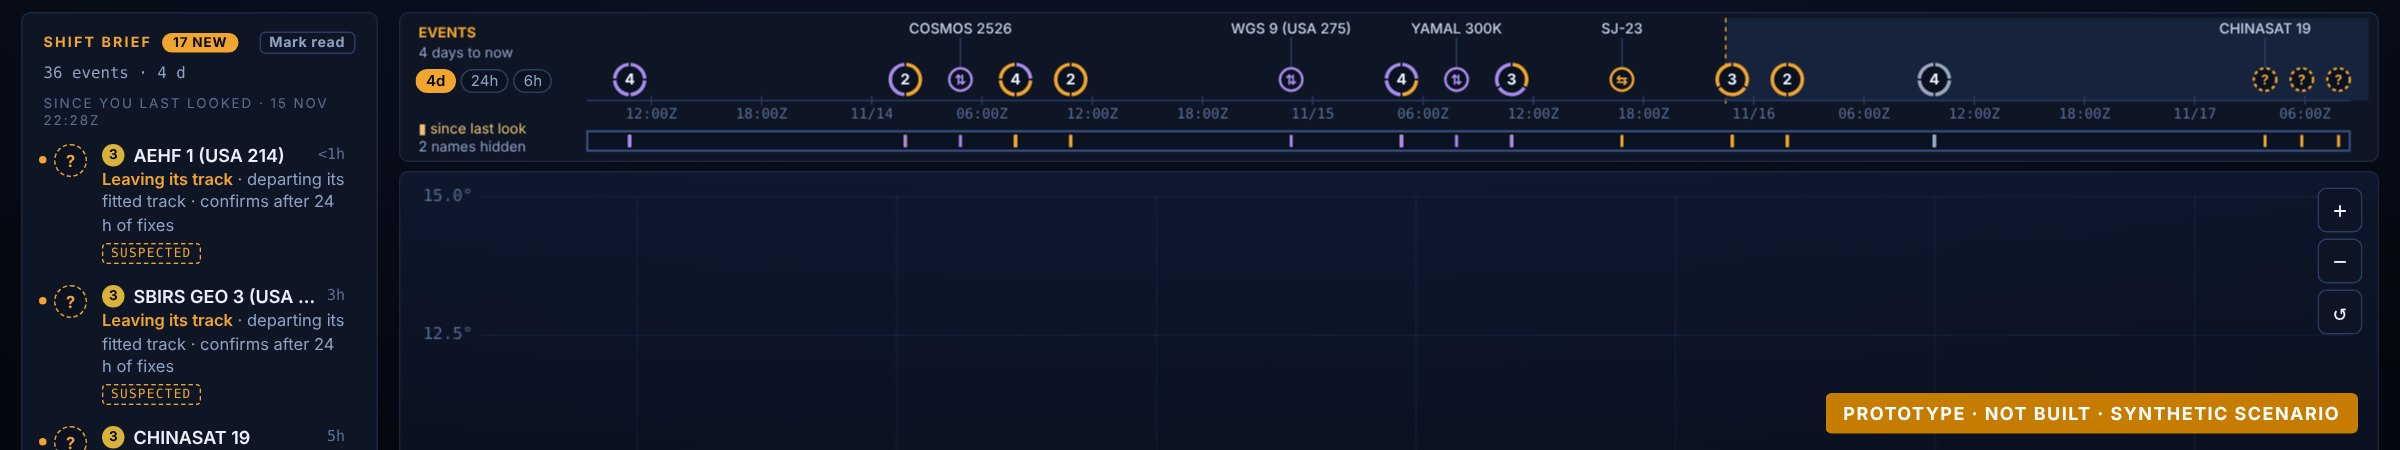 SHIFT BRIEF 17 NEW Mark read
36 events · 4 d
SINCE YOU LAST LOOKED · 15 NOV
22:28Z
? 3 AEHF 1 (USA 214) <1h
Leaving its track · departing its
fitted track · confirms after 24
h of fixes
SUSPECTED
? 3 SBIRS GEO 3 (USA ... 3h
Leaving its track · departing its
fitted track · confirms after 24
h of fixes
SUSPECTED
? 3 CHINASAT 19 5h
EVENTS
4 days to now
4d 24h 6h
since last look
2 names hidden
COSMOS 2526 WGS 9 (USA 275) YAMAL 300K SJ-23 CHINASAT 19
4 2 ⇅ 4 2 ⇅ 4 ⇅ 3 ⇆ 3 2 4 ? ? ?
12:00Z 18:00Z 11/14 06:00Z 12:00Z 18:00Z 11/15 06:00Z 12:00Z 18:00Z 11/16 06:00Z 12:00Z 18:00Z 11/17 06:00Z
15.0°
12.5°
+
−
↺
PROTOTYPE · NOT BUILT · SYNTHETIC SCENARIO